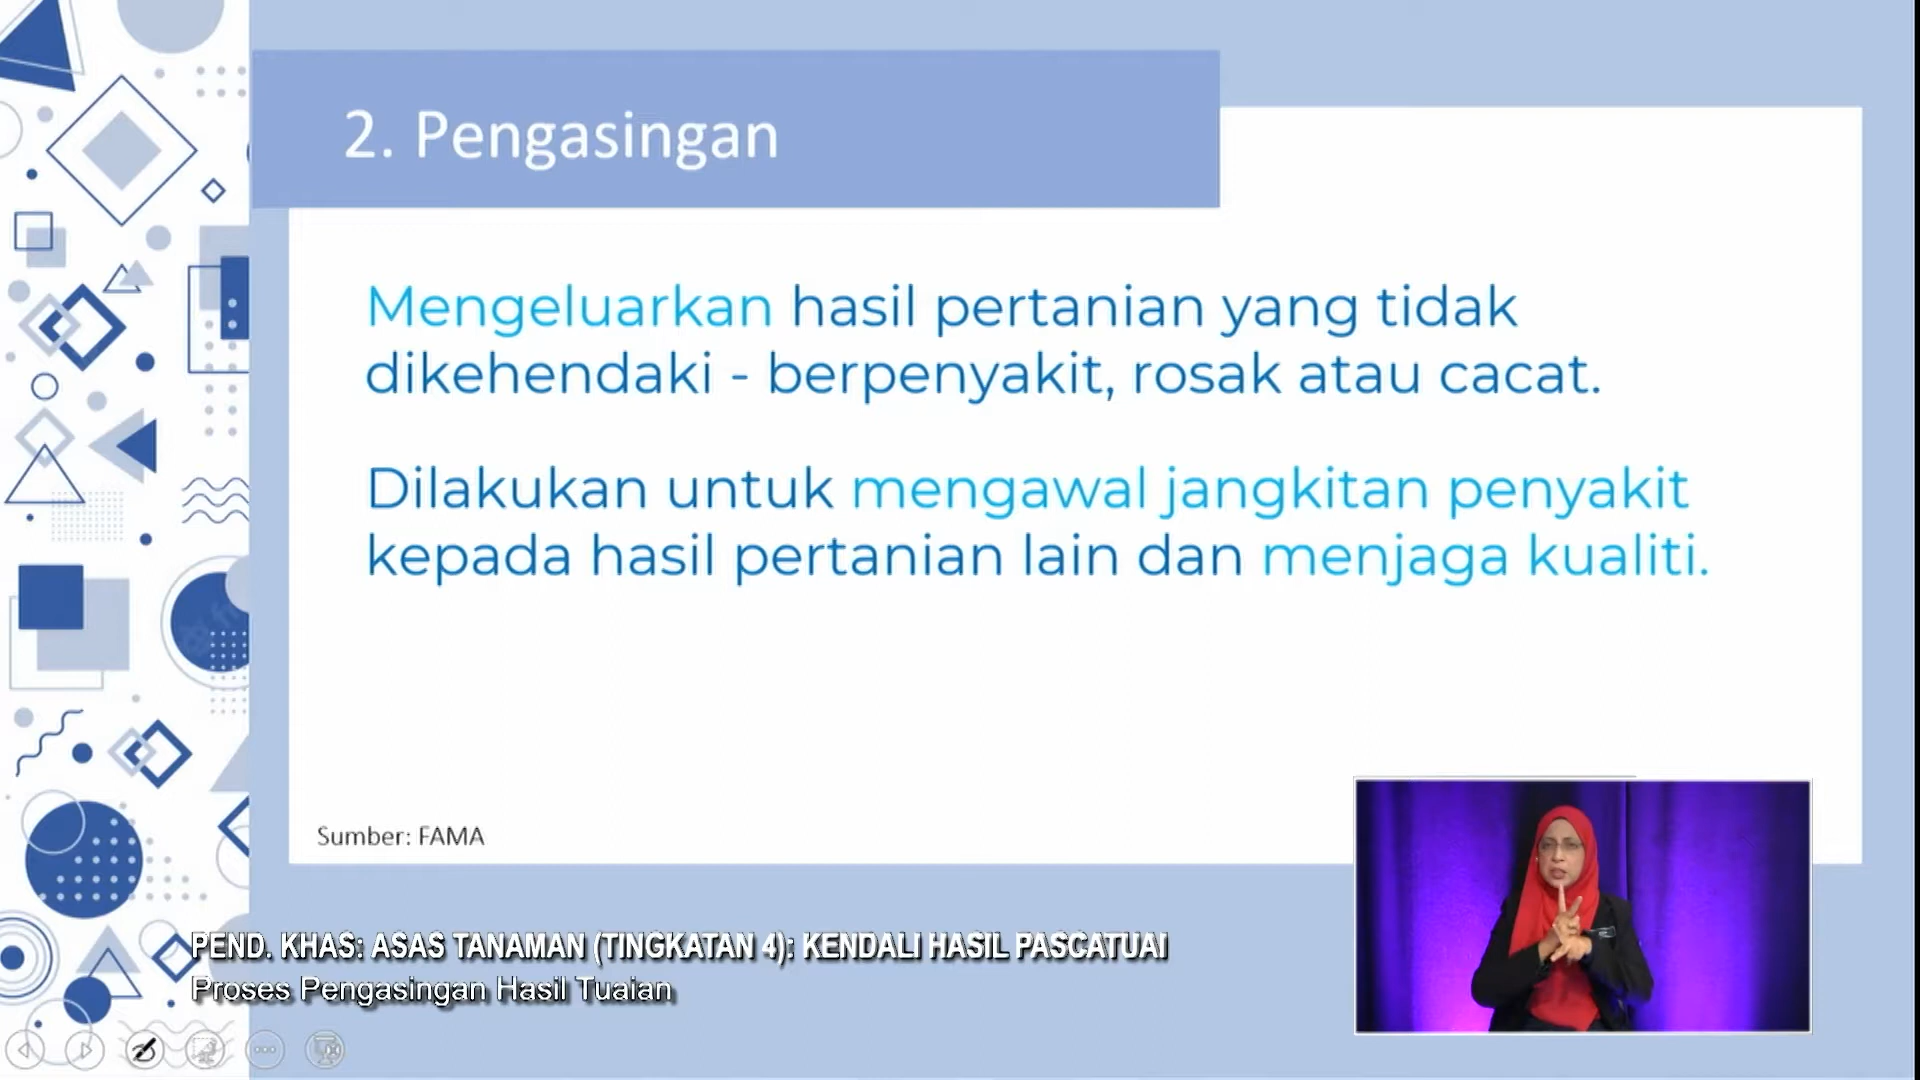 2. Pengasingan
Mengeluarkan hasil pertanian yang tidak
dikehendaki - berpenyakit, rosak atau cacat.
Dilakukan untuk mengawal jangkitan penyakit
kepada hasil pertanian lain dan menjaga kualiti.
Sumber: FAMA
PEND. KHAS: ASAS TANAMAN (TINGKATAN 4): KENDALI HASIL PASCATUAI
Proses Pengasingan Hasil Tuaian